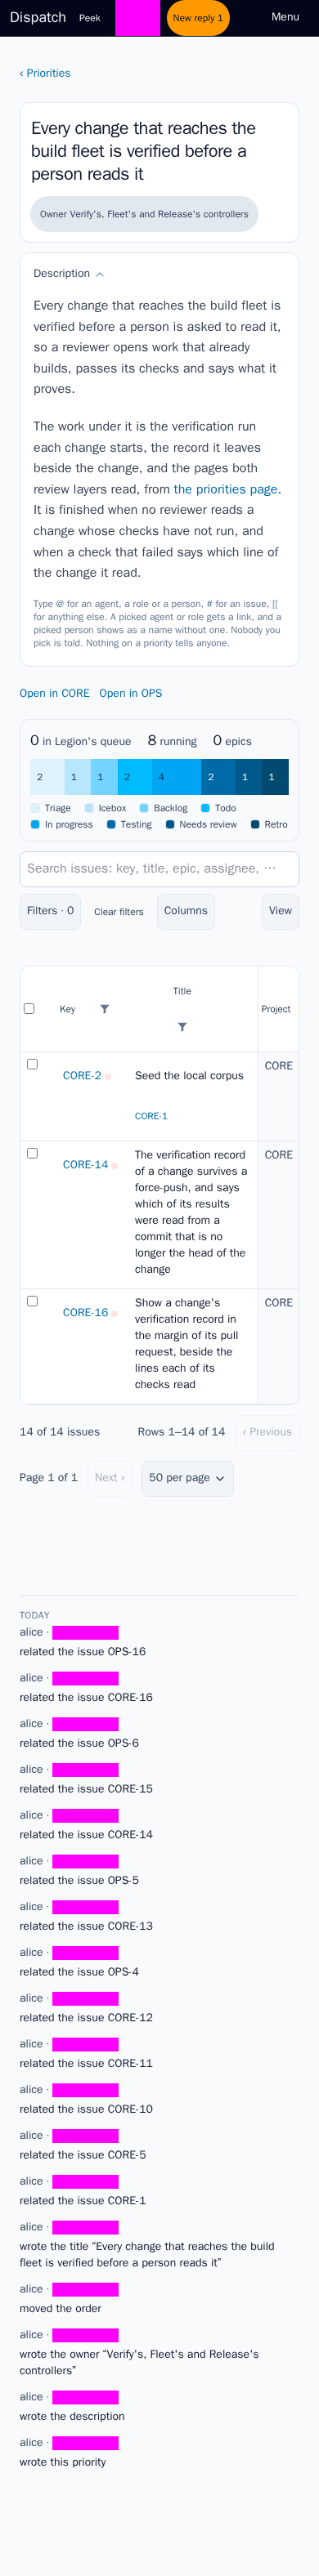 Dispatch Peek New reply 1 Menu
‹ Priorities
Every change that reaches the
build fleet is verified before a
person reads it
Owner Verify's, Fleet's and Release's controllers
Description
Every change that reaches the build fleet is
verified before a person is asked to read it,
so a reviewer opens work that already
builds, passes its checks and says what it
proves.
The work under it is the verification run
each change starts, the record it leaves
beside the change, and the pages both
review layers read, from the priorities page.
It is finished when no reviewer reads a
change whose checks have not run, and
when a check that failed says which line of
the change it read.
Type @ for an agent, a role or a person, # for an issue, [[
for anything else. A picked agent or role gets a link, and a
picked person shows as a name without one. Nobody you
pick is told. Nothing on a priority tells anyone.
Open in CORE Open in OPS
0 in Legion's queue 8 running 0 epics
2 1 1 2 4 2 1 1
Triage Icebox Backlog Todo
In progress Testing Needs review Retro
Search issues: key, title, epic, assignee, ···
Filters · 0 Clear filters Columns View
Key Title Project
CORE-2 Seed the local corpus CORE
CORE-1
CORE-14 The verification record CORE
of a change survives a
force-push, and says
which of its results
were read from a
commit that is no
longer the head of the
change
CORE-16 Show a change's CORE
verification record in
the margin of its pull
request, beside the
lines each of its
checks read
14 of 14 issues Rows 1–14 of 14 ‹ Previous
Page 1 of 1 Next › 50 per page
TODAY
alice ·
related the issue OPS-16
alice ·
related the issue CORE-16
alice ·
related the issue OPS-6
alice ·
related the issue CORE-15
alice ·
related the issue CORE-14
alice ·
related the issue OPS-5
alice ·
related the issue CORE-13
alice ·
related the issue OPS-4
alice ·
related the issue CORE-12
alice ·
related the issue CORE-11
alice ·
related the issue CORE-10
alice ·
related the issue CORE-5
alice ·
related the issue CORE-1
alice ·
wrote the title “Every change that reaches the build
fleet is verified before a person reads it”
alice ·
moved the order
alice ·
wrote the owner “Verify's, Fleet's and Release's
controllers”
alice ·
wrote the description
alice ·
wrote this priority